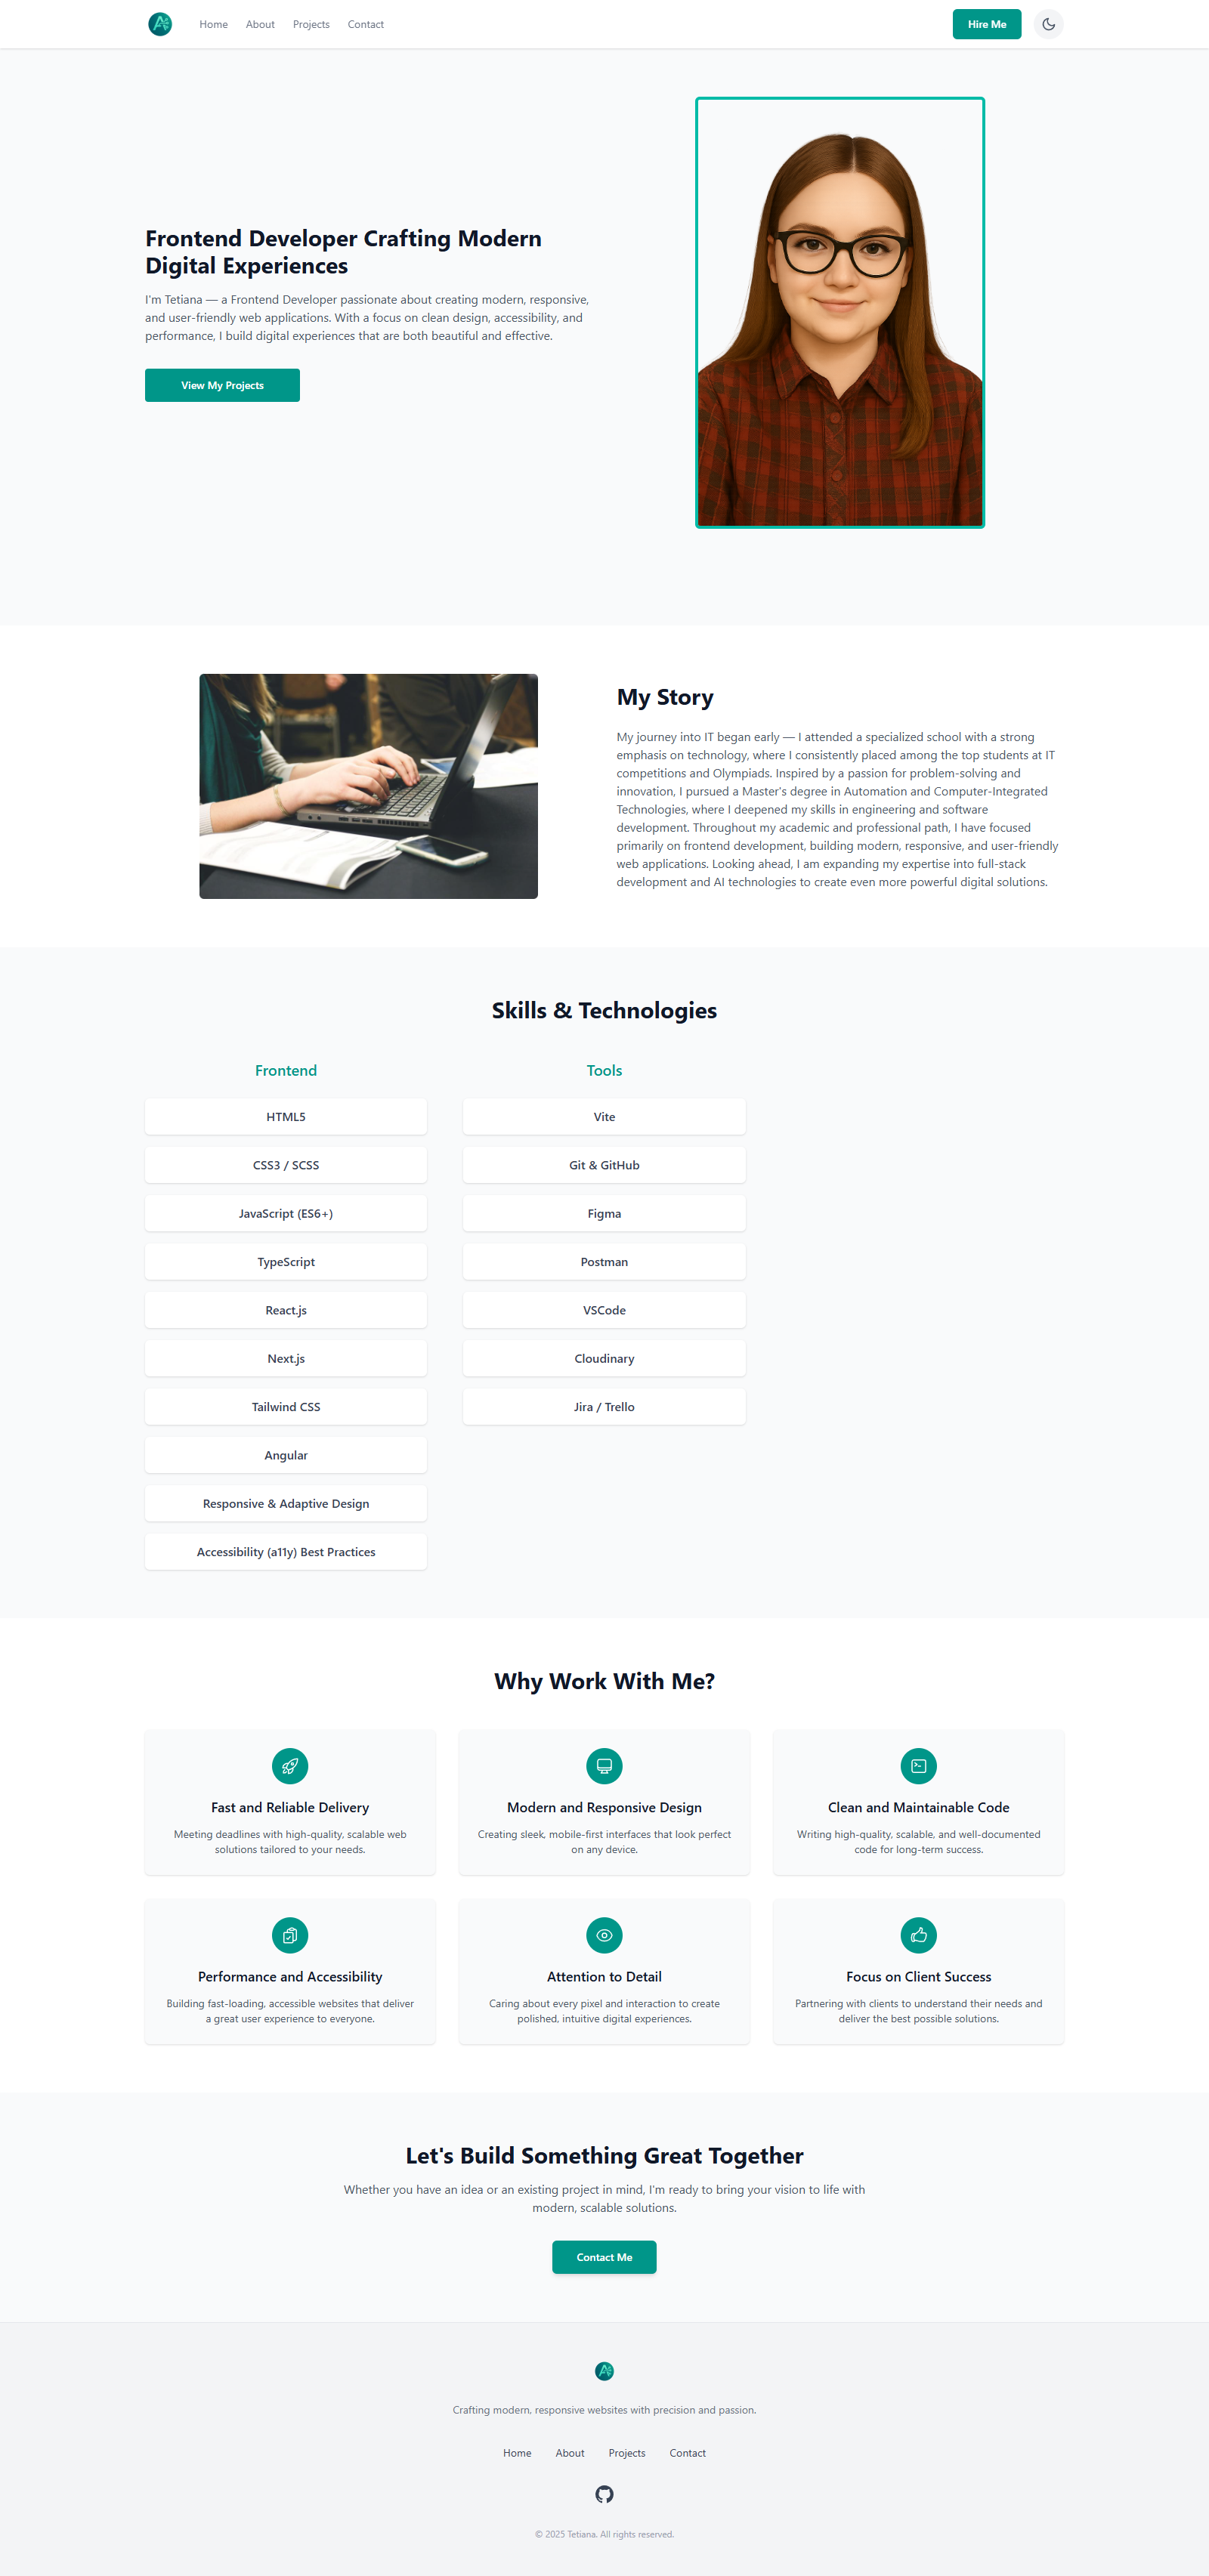 Home About Projects Contact Hire Me
Frontend Developer Crafting Modern
Digital Experiences
I'm Tetiana — a Frontend Developer passionate about creating modern, responsive,
and user-friendly web applications. With a focus on clean design, accessibility, and
performance, I build digital experiences that are both beautiful and effective.
View My Projects
My Story
My journey into IT began early — I attended a specialized school with a strong
emphasis on technology, where I consistently placed among the top students at IT
competitions and Olympiads. Inspired by a passion for problem-solving and
innovation, I pursued a Master's degree in Automation and Computer-Integrated
Technologies, where I deepened my skills in engineering and software
development. Throughout my academic and professional path, I have focused
primarily on frontend development, building modern, responsive, and user-friendly
web applications. Looking ahead, I am expanding my expertise into full-stack
development and AI technologies to create even more powerful digital solutions.
Skills & Technologies
Frontend
HTML5
CSS3 / SCSS
JavaScript (ES6+)
TypeScript
React.js
Next.js
Tailwind CSS
Angular
Responsive & Adaptive Design
Accessibility (a11y) Best Practices
Tools
Vite
Git & GitHub
Figma
Postman
VSCode
Cloudinary
Jira / Trello
Why Work With Me?
Fast and Reliable Delivery
Meeting deadlines with high-quality, scalable web
solutions tailored to your needs.
Modern and Responsive Design
Creating sleek, mobile-first interfaces that look perfect
on any device.
Clean and Maintainable Code
Writing high-quality, scalable, and well-documented
code for long-term success.
Performance and Accessibility
Building fast-loading, accessible websites that deliver
a great user experience to everyone.
Attention to Detail
Caring about every pixel and interaction to create
polished, intuitive digital experiences.
Focus on Client Success
Partnering with clients to understand their needs and
deliver the best possible solutions.
Let's Build Something Great Together
Whether you have an idea or an existing project in mind, I'm ready to bring your vision to life with
modern, scalable solutions.
Contact Me
Crafting modern, responsive websites with precision and passion.
Home About Projects Contact
© 2025 Tetiana. All rights reserved.